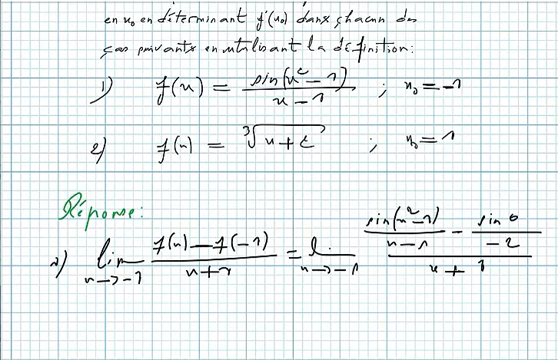 en x₀ en déterminant f'(x₀) dans chacun des
cas suivants en utilisant la définition:
1) f(x) = sin(x²-1)/(x-1) ; x₀ = -1
2) f(x) = ∛(x+2) ; x₀ = 1
Réponse:
1) lim_{x→-1} (f(x) - f(-1))/(x+1) = lim_{x→-1} (sin(x²-1)/(x-1) - sin 0/(-2))/(x+1)